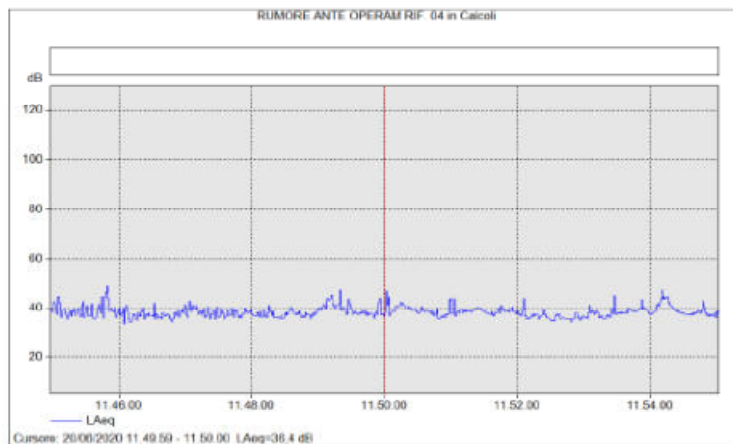 RUMORE ANTE OPERAM RIF. 04 in Caicoli
dB
120
100
80
60
40
20
11.46.00 11.48.00 11.50.00 11.52.00 11.54.00
LAeq
Cursore: 20/06/2020 11.49.59 - 11.50.00 LAeq=36.4 dB